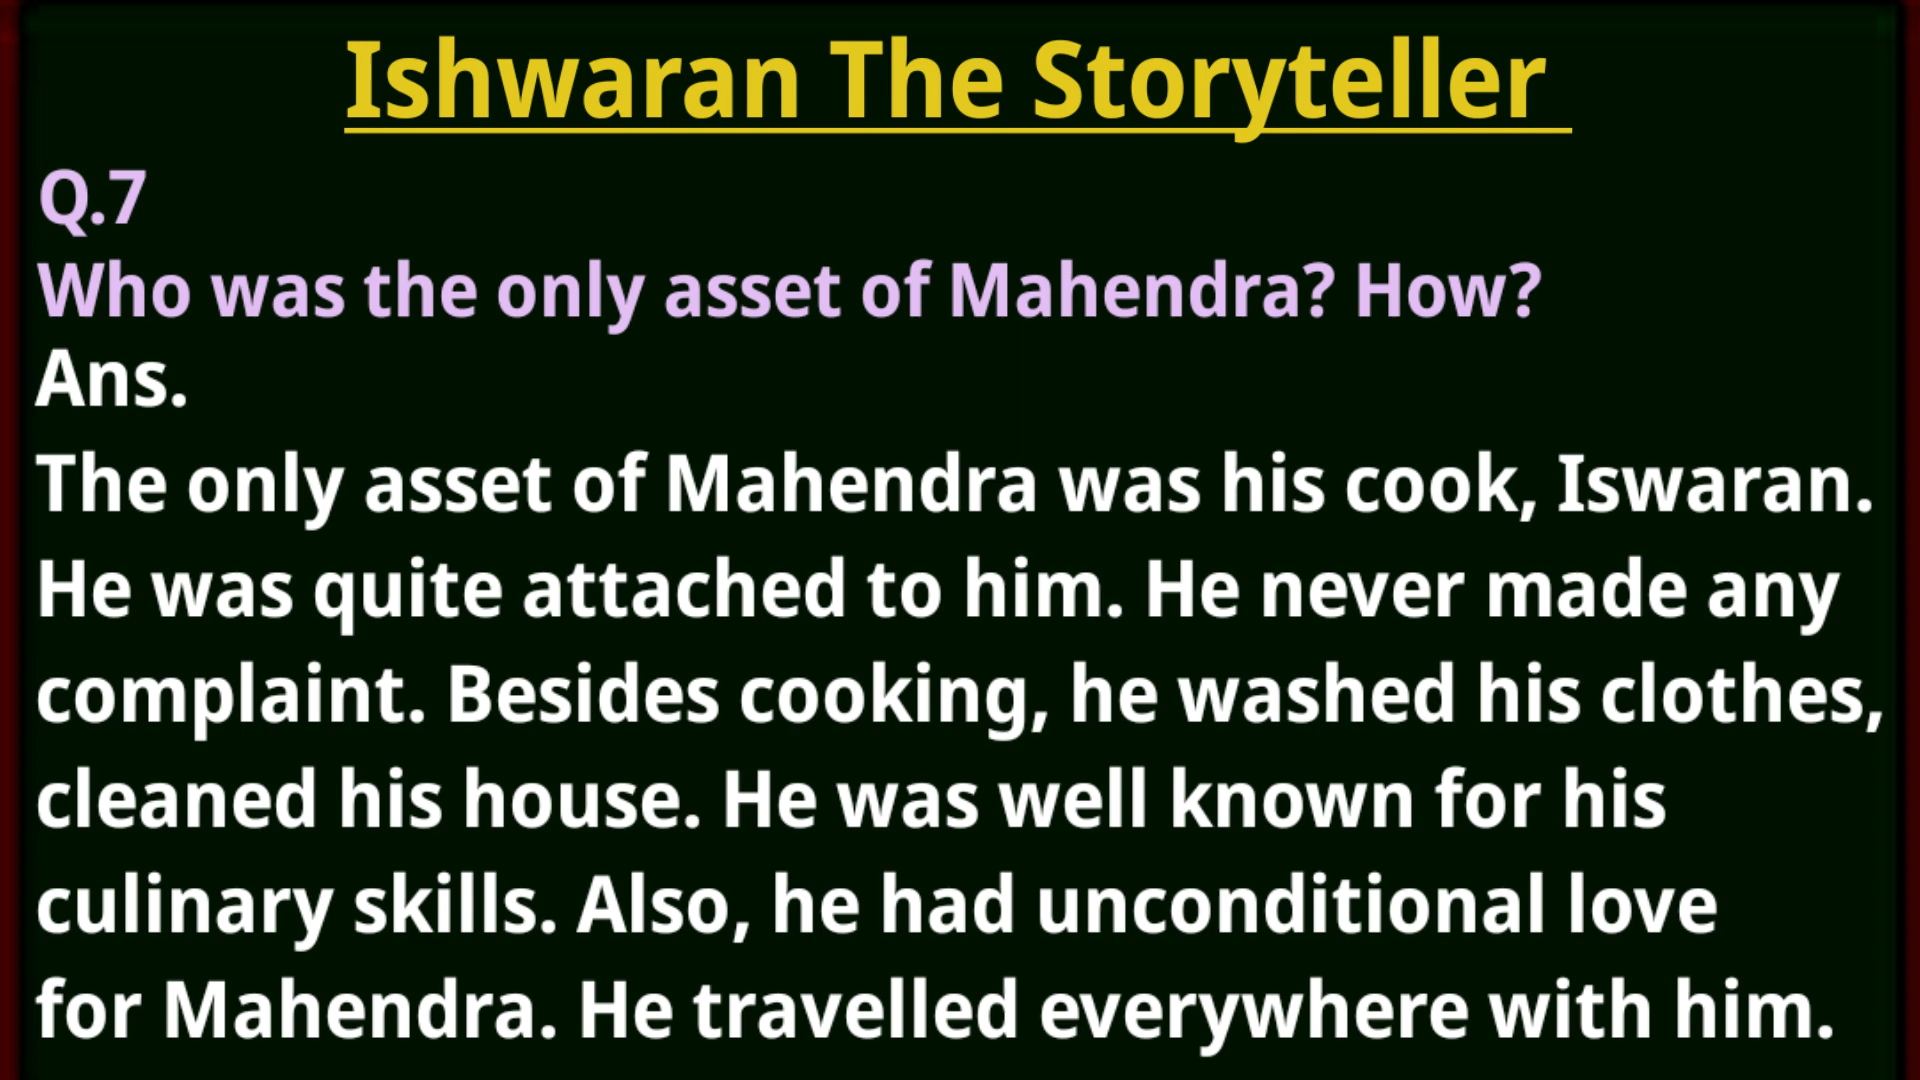 Ishwaran The Storyteller
Q.7
Who was the only asset of Mahendra? How?
Ans.
The only asset of Mahendra was his cook, Iswaran.
He was quite attached to him. He never made any
complaint. Besides cooking, he washed his clothes,
cleaned his house. He was well known for his
culinary skills. Also, he had unconditional love
for Mahendra. He travelled everywhere with him.